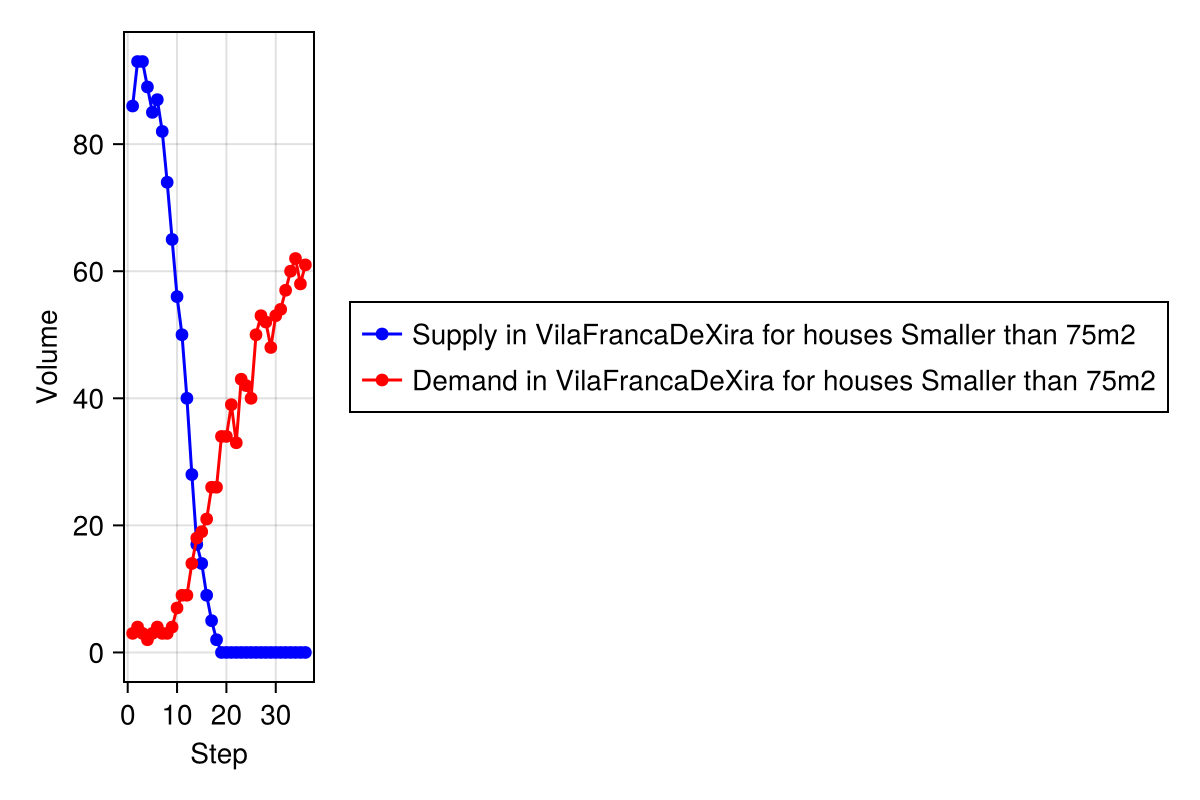 80
60
40
20
0
Volume
0 10 20 30
Step
Supply in VilaFrancaDeXira for houses Smaller than 75m2
Demand in VilaFrancaDeXira for houses Smaller than 75m2